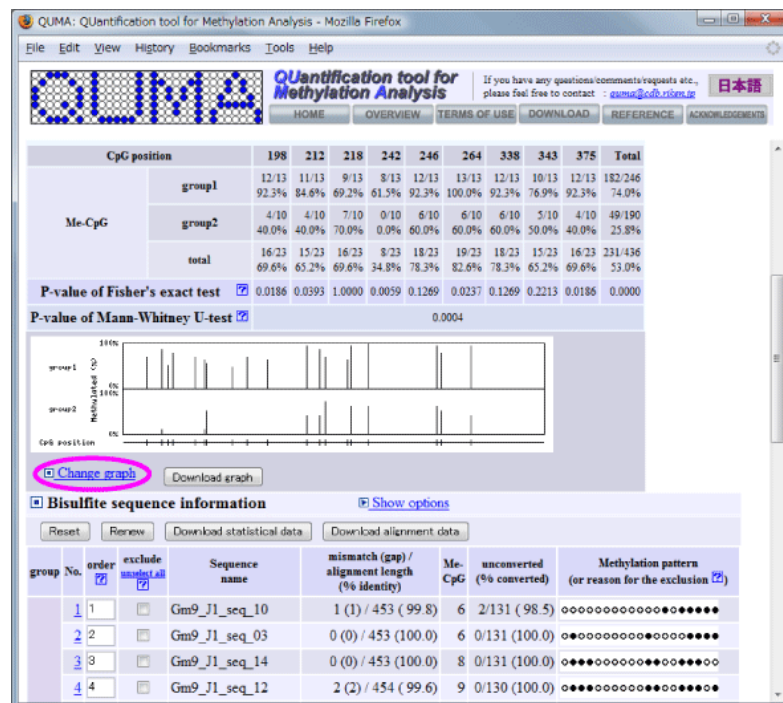 QUMA: QUantification tool for Methylation Analysis - Mozilla Firefox
File Edit View History Bookmarks Tools Help
QUMA
QUantification tool for
Methylation Analysis
If you have any questions/comments/requests etc.,
please feel free to contact : quma@cdb.riken.jp
日本語
HOME OVERVIEW TERMS OF USE DOWNLOAD REFERENCE ACKNOWLEDGEMENTS
CpG position 198 212 218 242 246 264 338 343 375 Total
Me-CpG
group1
12/13 11/13 9/13 8/13 12/13 13/13 12/13 10/13 12/13 182/246
92.3% 84.6% 69.2% 61.5% 92.3% 100.0% 92.3% 76.9% 92.3% 74.0%
group2
4/10 4/10 7/10 0/10 6/10 6/10 6/10 5/10 4/10 49/190
40.0% 40.0% 70.0% 0.0% 60.0% 60.0% 60.0% 50.0% 40.0% 25.8%
total
16/23 15/23 16/23 8/23 18/23 19/23 18/23 15/23 16/23 231/436
69.6% 65.2% 69.6% 34.8% 78.3% 82.6% 78.3% 65.2% 69.6% 53.0%
P-value of Fisher's exact test ? 0.0186 0.0393 1.0000 0.0059 0.1269 0.0237 0.1269 0.2213 0.0186 0.0000
P-value of Mann-Whitney U-test ? 0.0004
100%
group1
0%
100%
group2
0%
Methylated (%)
CpG position
Change graph Download graph
Bisulfite sequence information Show options
Reset Renew Download statistical data Download alignment data
group No. order ? exclude unselect all ? Sequence name mismatch (gap) / alignment length (% identity) Me-CpG unconverted (% converted) Methylation pattern (or reason for the exclusion ?)
1 1 Gm9_J1_seq_10 1 (1) / 453 ( 99.8) 6 2/131 ( 98.5)
2 2 Gm9_J1_seq_03 0 (0) / 453 (100.0) 6 0/131 (100.0)
3 3 Gm9_J1_seq_14 0 (0) / 453 (100.0) 8 0/131 (100.0)
4 4 Gm9_J1_seq_12 2 (2) / 454 ( 99.6) 9 0/130 (100.0)